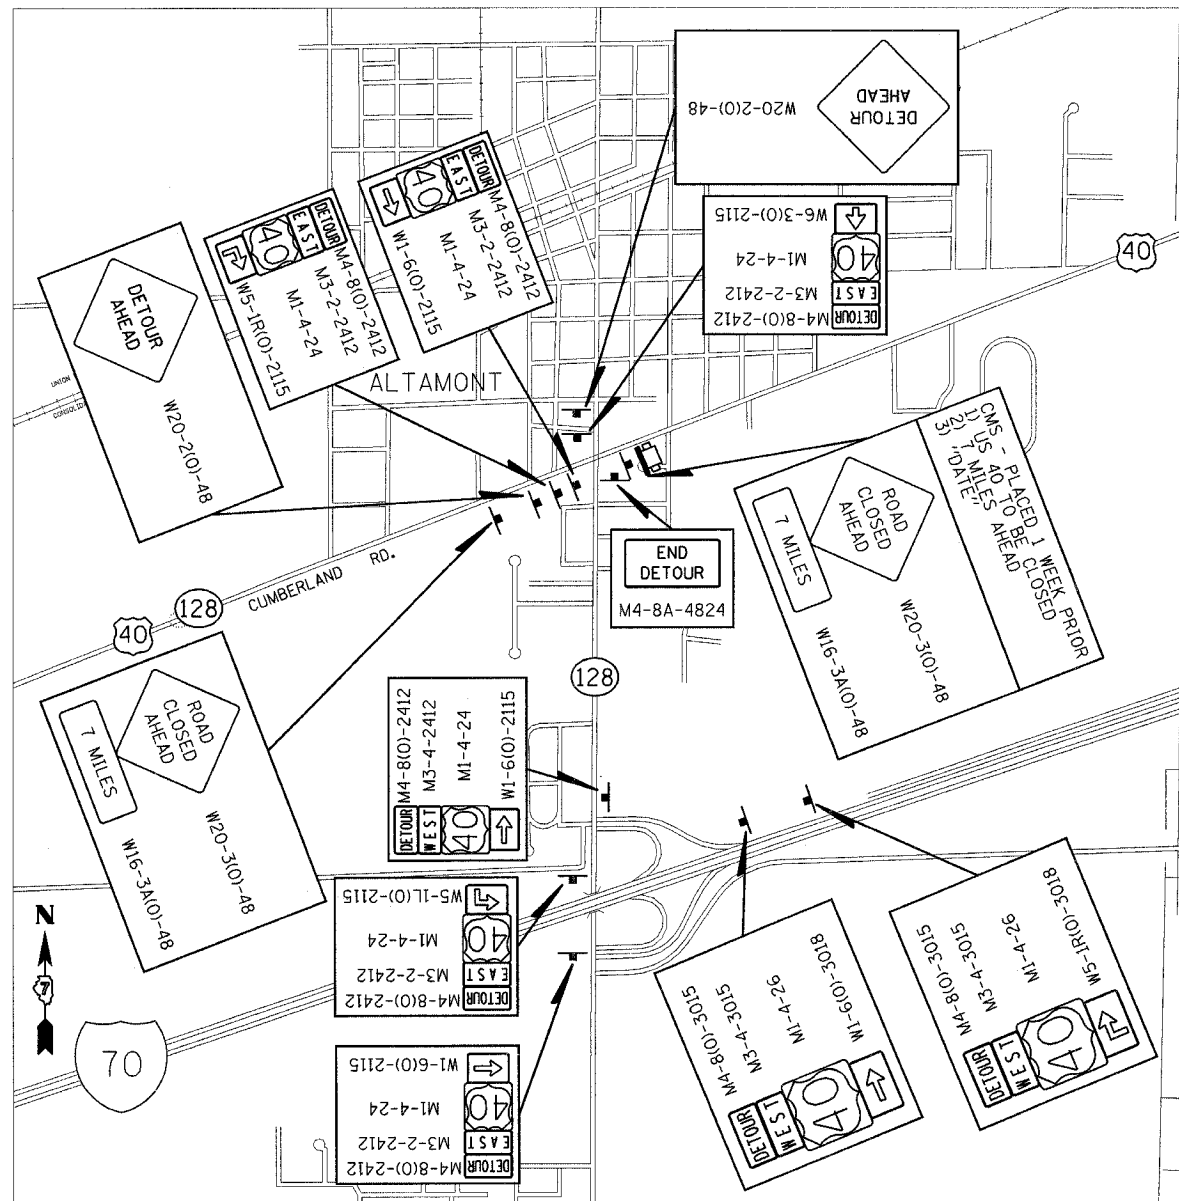 DETOUR
AHEAD
W20-2(O)-48
W6-3(O)-2115
40
M1-4-24
EAST
M3-2-2412
DETOUR
M4-8(O)-2412
DETOUR
EAST
40
M4-8(O)-2412
M3-2-2412
M1-4-24
W1-6(O)-2115
DETOUR
EAST
40
M4-8(O)-2412
M3-2-2412
M1-4-24
W5-1R(O)-2115
DETOUR
AHEAD
W20-2(O)-48
40
UNION
CONSOLID
ALTAMONT
CMS - PLACED 1 WEEK PRIOR
1) US 40 TO BE CLOSED
2) 7 MILES AHEAD
3) "DATE"
ROAD
CLOSED
AHEAD
7 MILES
W20-3(O)-48
W16-3A(O)-48
END
DETOUR
M4-8A-4824
CUMBERLAND RD.
128
40
128
ROAD
CLOSED
AHEAD
7 MILES
W20-3(O)-48
W16-3A(O)-48
M4-8(O)-2412
M3-4-2412
M1-4-24
W1-6(O)-2115
DETOUR
WEST
40
W5-1L(O)-2115
M1-4-24
40
M3-2-2412
EAST
M4-8(O)-2412
DETOUR
W1-6(O)-2115
M1-4-24
40
M3-2-2412
EAST
M4-8(O)-2412
DETOUR
M4-8(O)-3015
M3-4-3015
M1-4-26
W1-6(O)-3018
DETOUR
WEST
40
M4-8(O)-3015
M3-4-3015
M1-4-26
W5-1R(O)-3018
DETOUR
WEST
40
N
7
70